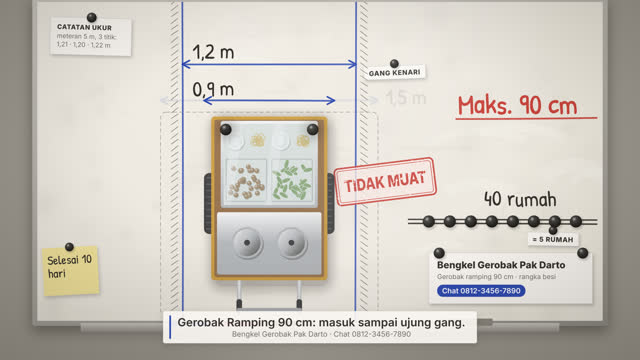 CATATAN UKUR
meteran 5 m, 3 titik:
1,21 · 1,20 · 1,22 m
1,2 m
GANG KENARI
0,9 m
1,5 m
Maks. 90 cm
TIDAK MUAT
40 rumah
= 5 RUMAH
Selesai 10
hari
Bengkel Gerobak Pak Darto
Gerobak ramping 90 cm · rangka besi
Chat 0812-3456-7890
Gerobak Ramping 90 cm: masuk sampai ujung gang.
Bengkel Gerobak Pak Darto · Chat 0812-3456-7890